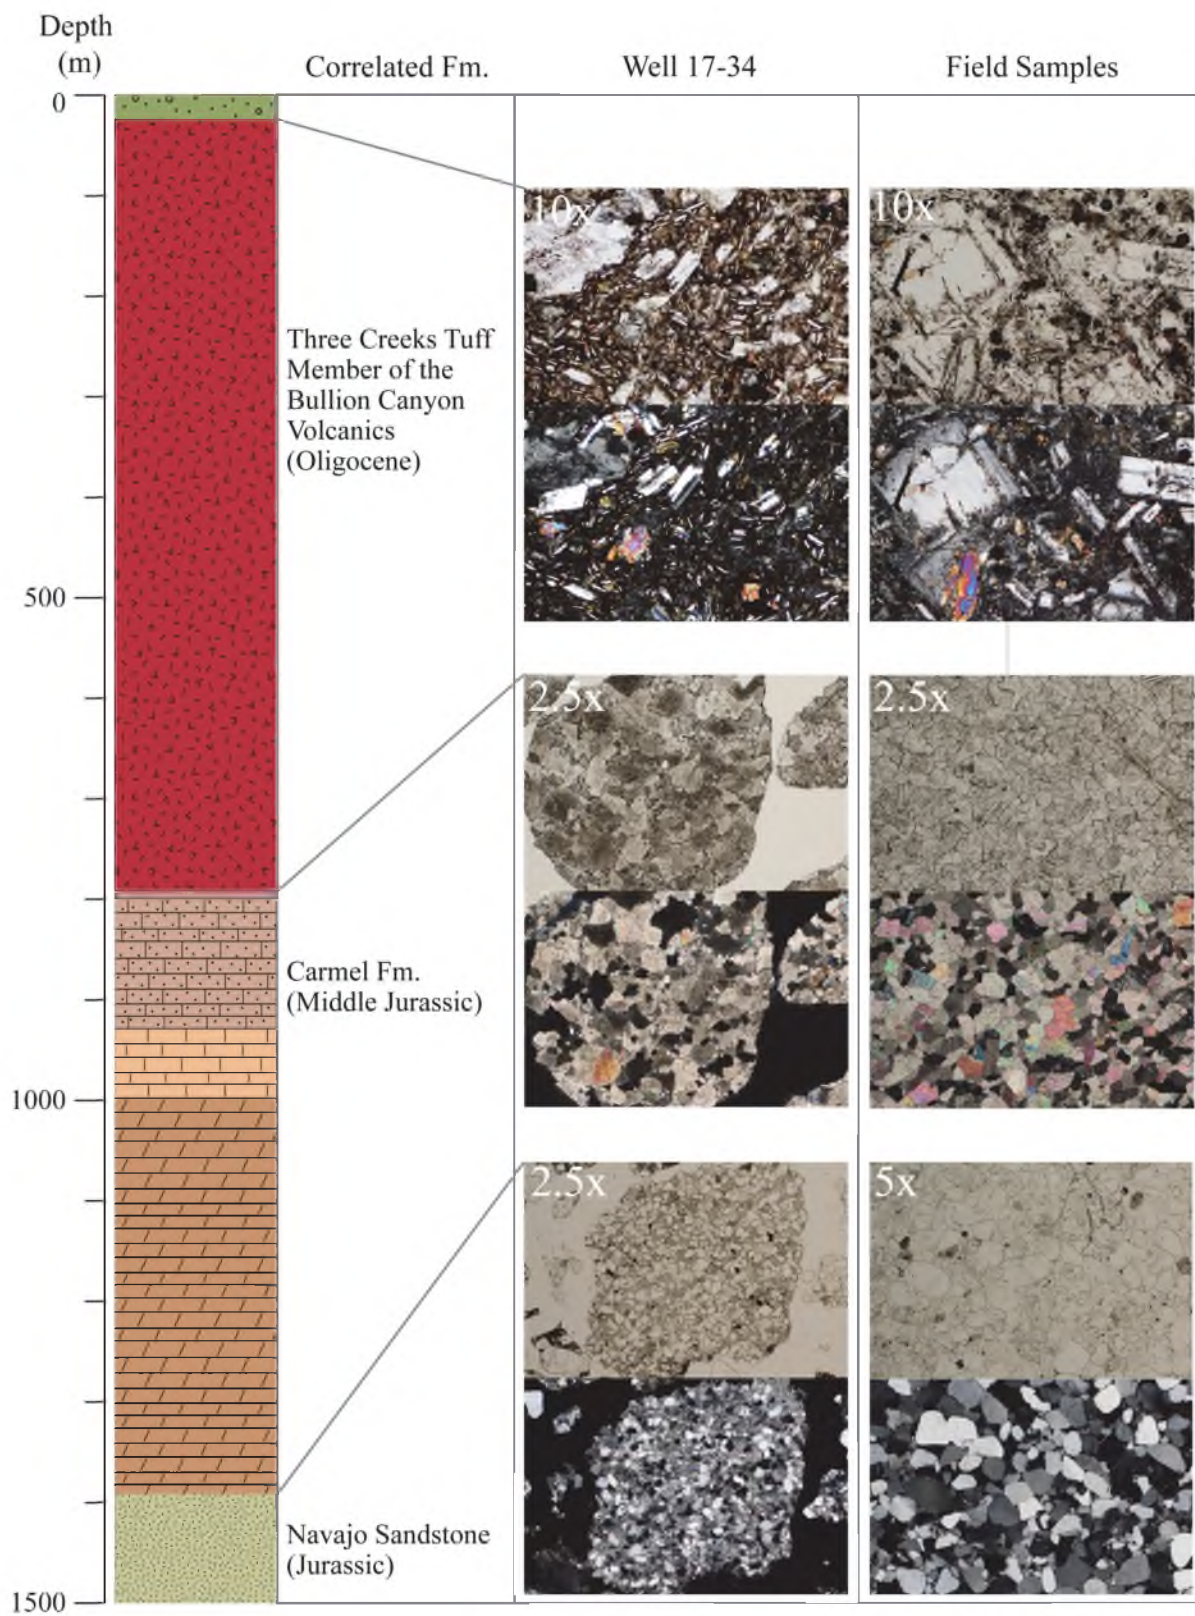 Depth
(m)
Correlated Fm.
Well 17-34
Field Samples
0
10x
10x
Three Creeks Tuff
Member of the
Bullion Canyon
Volcanics
(Oligocene)
500
2.5x
2.5x
Carmel Fm.
(Middle Jurassic)
1000
2.5x
5x
Navajo Sandstone
(Jurassic)
1500